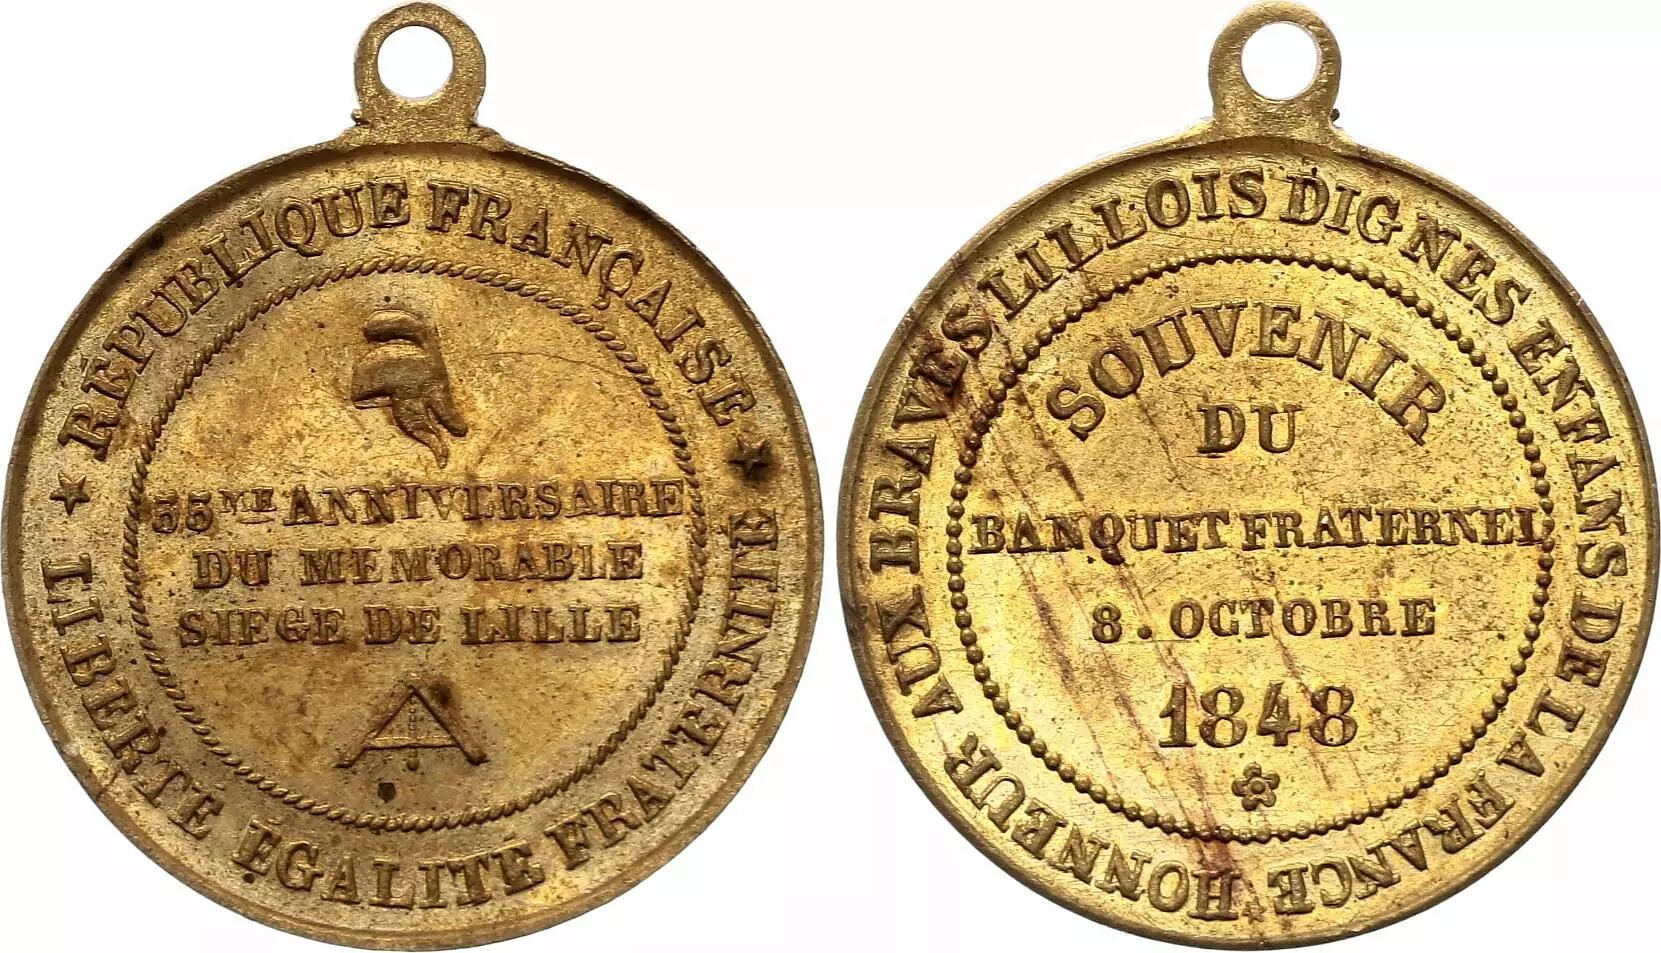 RÉPUBLIQUE FRANÇAISE
55ME ANNIVERSAIRE
DU MEMORABLE
SIEGE DE LILLE
LIBERTE ÉGALITÉ FRATERNITÉ
HONNEUR AUX BRAVES LILLOIS DIGNES ENFANS DE LA FRANCE
SOUVENIR
DU
BANQUET FRATERNEL
8. OCTOBRE
1848